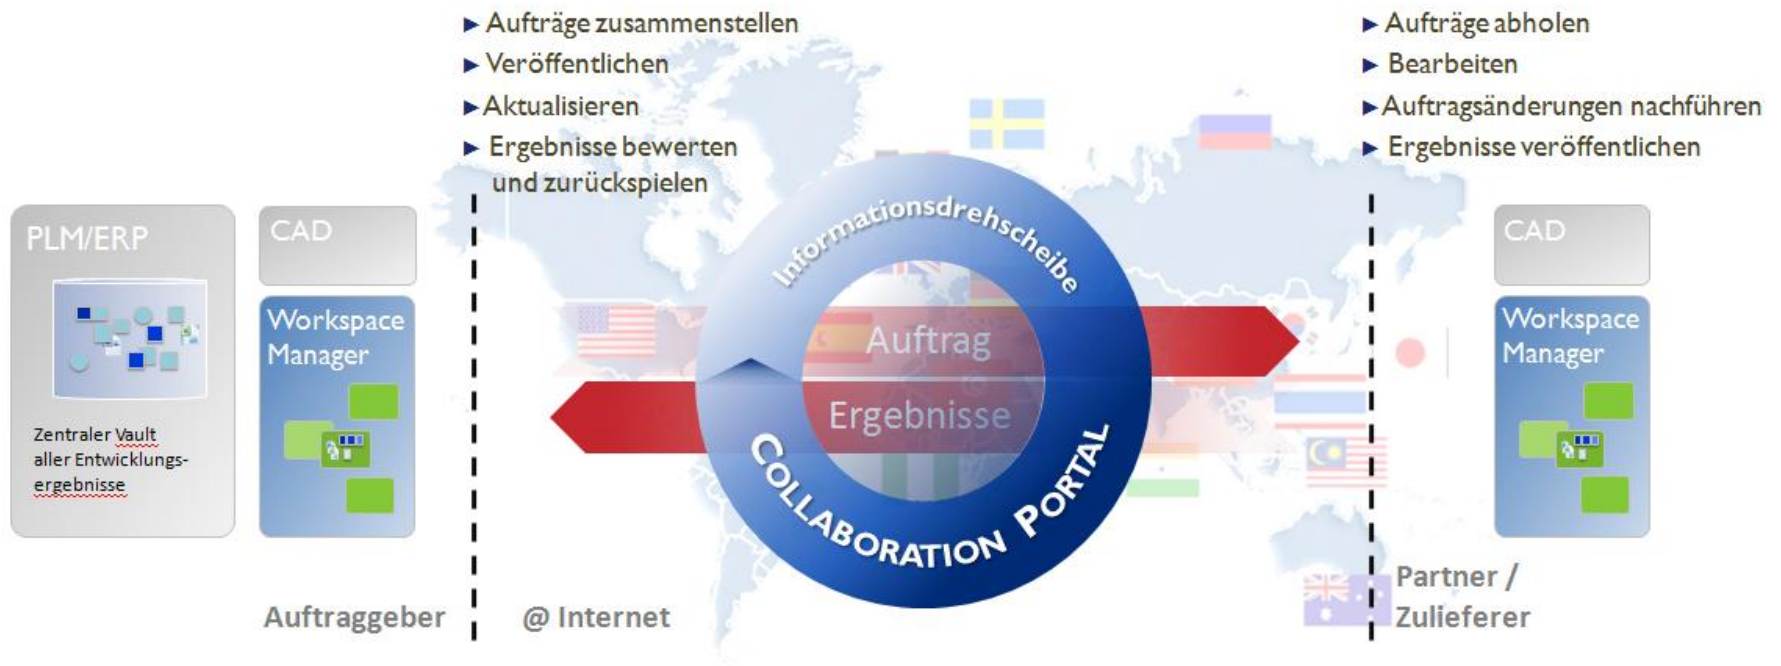 ► Aufträge zusammenstellen
► Veröffentlichen
► Aktualisieren
► Ergebnisse bewerten
und zurückspielen
► Aufträge abholen
► Bearbeiten
► Auftragsänderungen nachführen
► Ergebnisse veröffentlichen
PLM/ERP
Zentraler Vault
aller Entwicklungs-
ergebnisse
CAD
Workspace
Manager
Informationsdrehscheibe
Auftrag
Ergebnisse
COLLABORATION PORTAL
CAD
Workspace
Manager
Auftraggeber
@ Internet
Partner /
Zulieferer